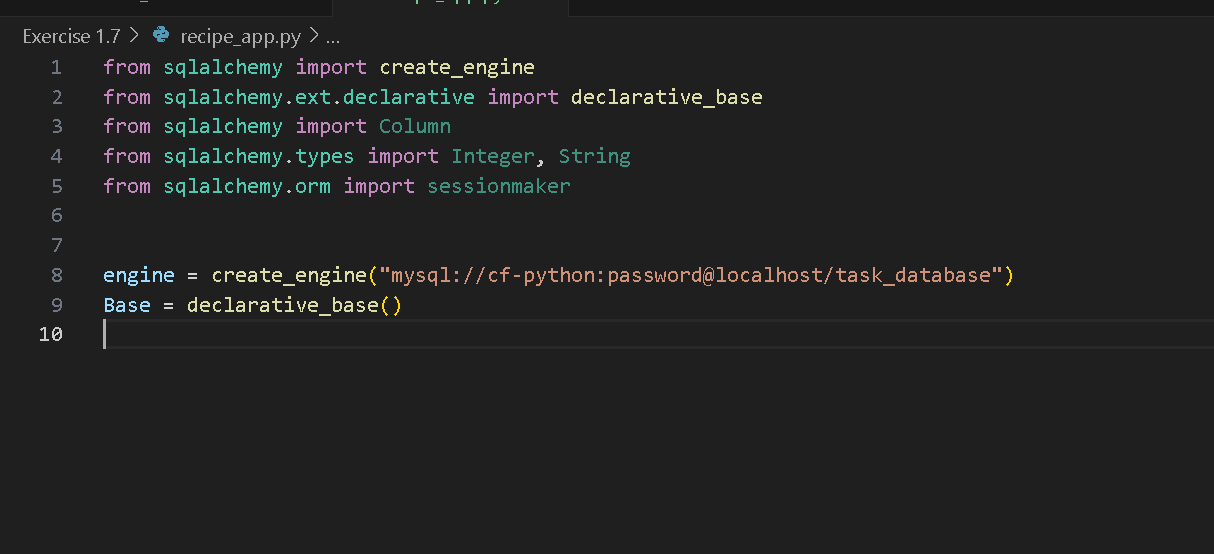 Exercise 1.7 > recipe_app.py > ...
1 from sqlalchemy import create_engine
2 from sqlalchemy.ext.declarative import declarative_base
3 from sqlalchemy import Column
4 from sqlalchemy.types import Integer, String
5 from sqlalchemy.orm import sessionmaker
6
7
8 engine = create_engine("mysql://cf-python:password@localhost/task_database")
9 Base = declarative_base()
10